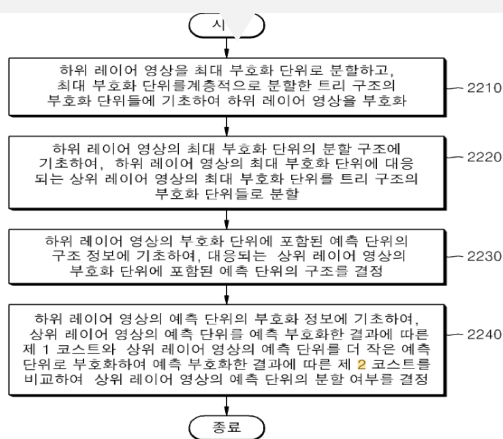 시
하위 레이어 영상을 최대 부호화 단위로 분할하고,
최대 부호화 단위를계층적으로 분할한 트리 구조의
부호화 단위들에 기초하여 하위 레이어 영상을 부호화
2210
하위 레이어 영상의 최대 부호화 단위의 분할 구조에
기초하여, 하위 레이어 영상의 최대 부호화 단위에 대응
되는 상위 레이어 영상의 최대 부호화 단위를 트리 구조의
부호화 단위들로 분할
2220
하위 레이어 영상의 부호화 단위에 포함된 예측 단위의
구조 정보에 기초하여, 대응되는 상위 레이어 영상의
부호화 단위에 포함된 예측 단위의 구조를 결정
2230
하위 레이어 영상의 예측 단위의 부호화 정보에 기초하여,
상위 레이어 영상의 예측 단위를 예측 부호화한 결과에 따른
제 1 코스트와 상위 레이어 영상의 예측 단위를 더 작은 예측
단위로 부호화하여 예측 부호화한 결과에 따른 제 2 코스트를
비교하여 상위 레이어 영상의 예측 단위의 분할 여부를 결정
2240
종료